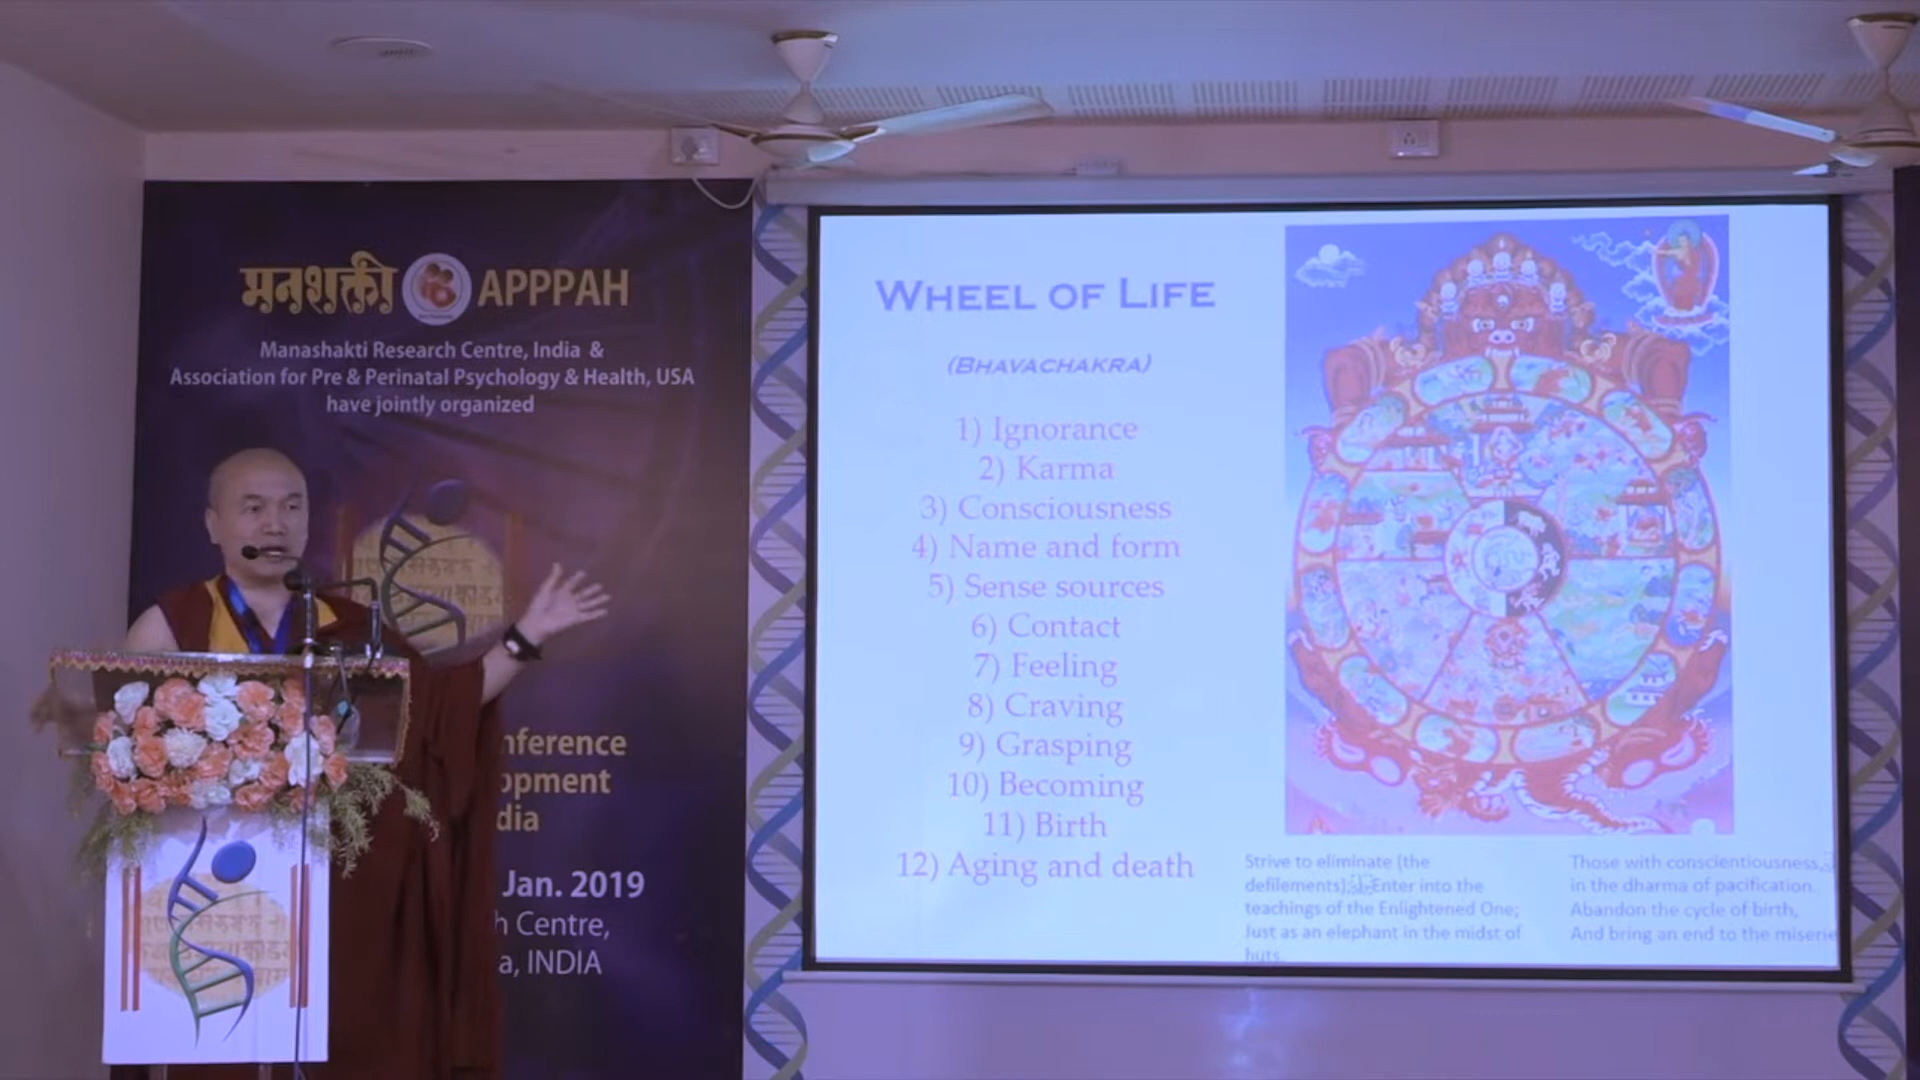 मनशक्ती APPPAH
Manashakti Research Centre, India &
Association for Pre & Perinatal Psychology & Health, USA
have jointly organized
nference
opment
dia
Jan. 2019
h Centre,
a, INDIA
WHEEL OF LIFE
(BHAVACHAKRA)
1) Ignorance
2) Karma
3) Consciousness
4) Name and form
5) Sense sources
6) Contact
7) Feeling
8) Craving
9) Grasping
10) Becoming
11) Birth
12) Aging and death
Strive to eliminate (the
defilements) Enter into the
teachings of the Enlightened One;
Just as an elephant in the midst of
huts.
Those with conscientiousness
in the dharma of pacification.
Abandon the cycle of birth,
And bring an end to the miserie